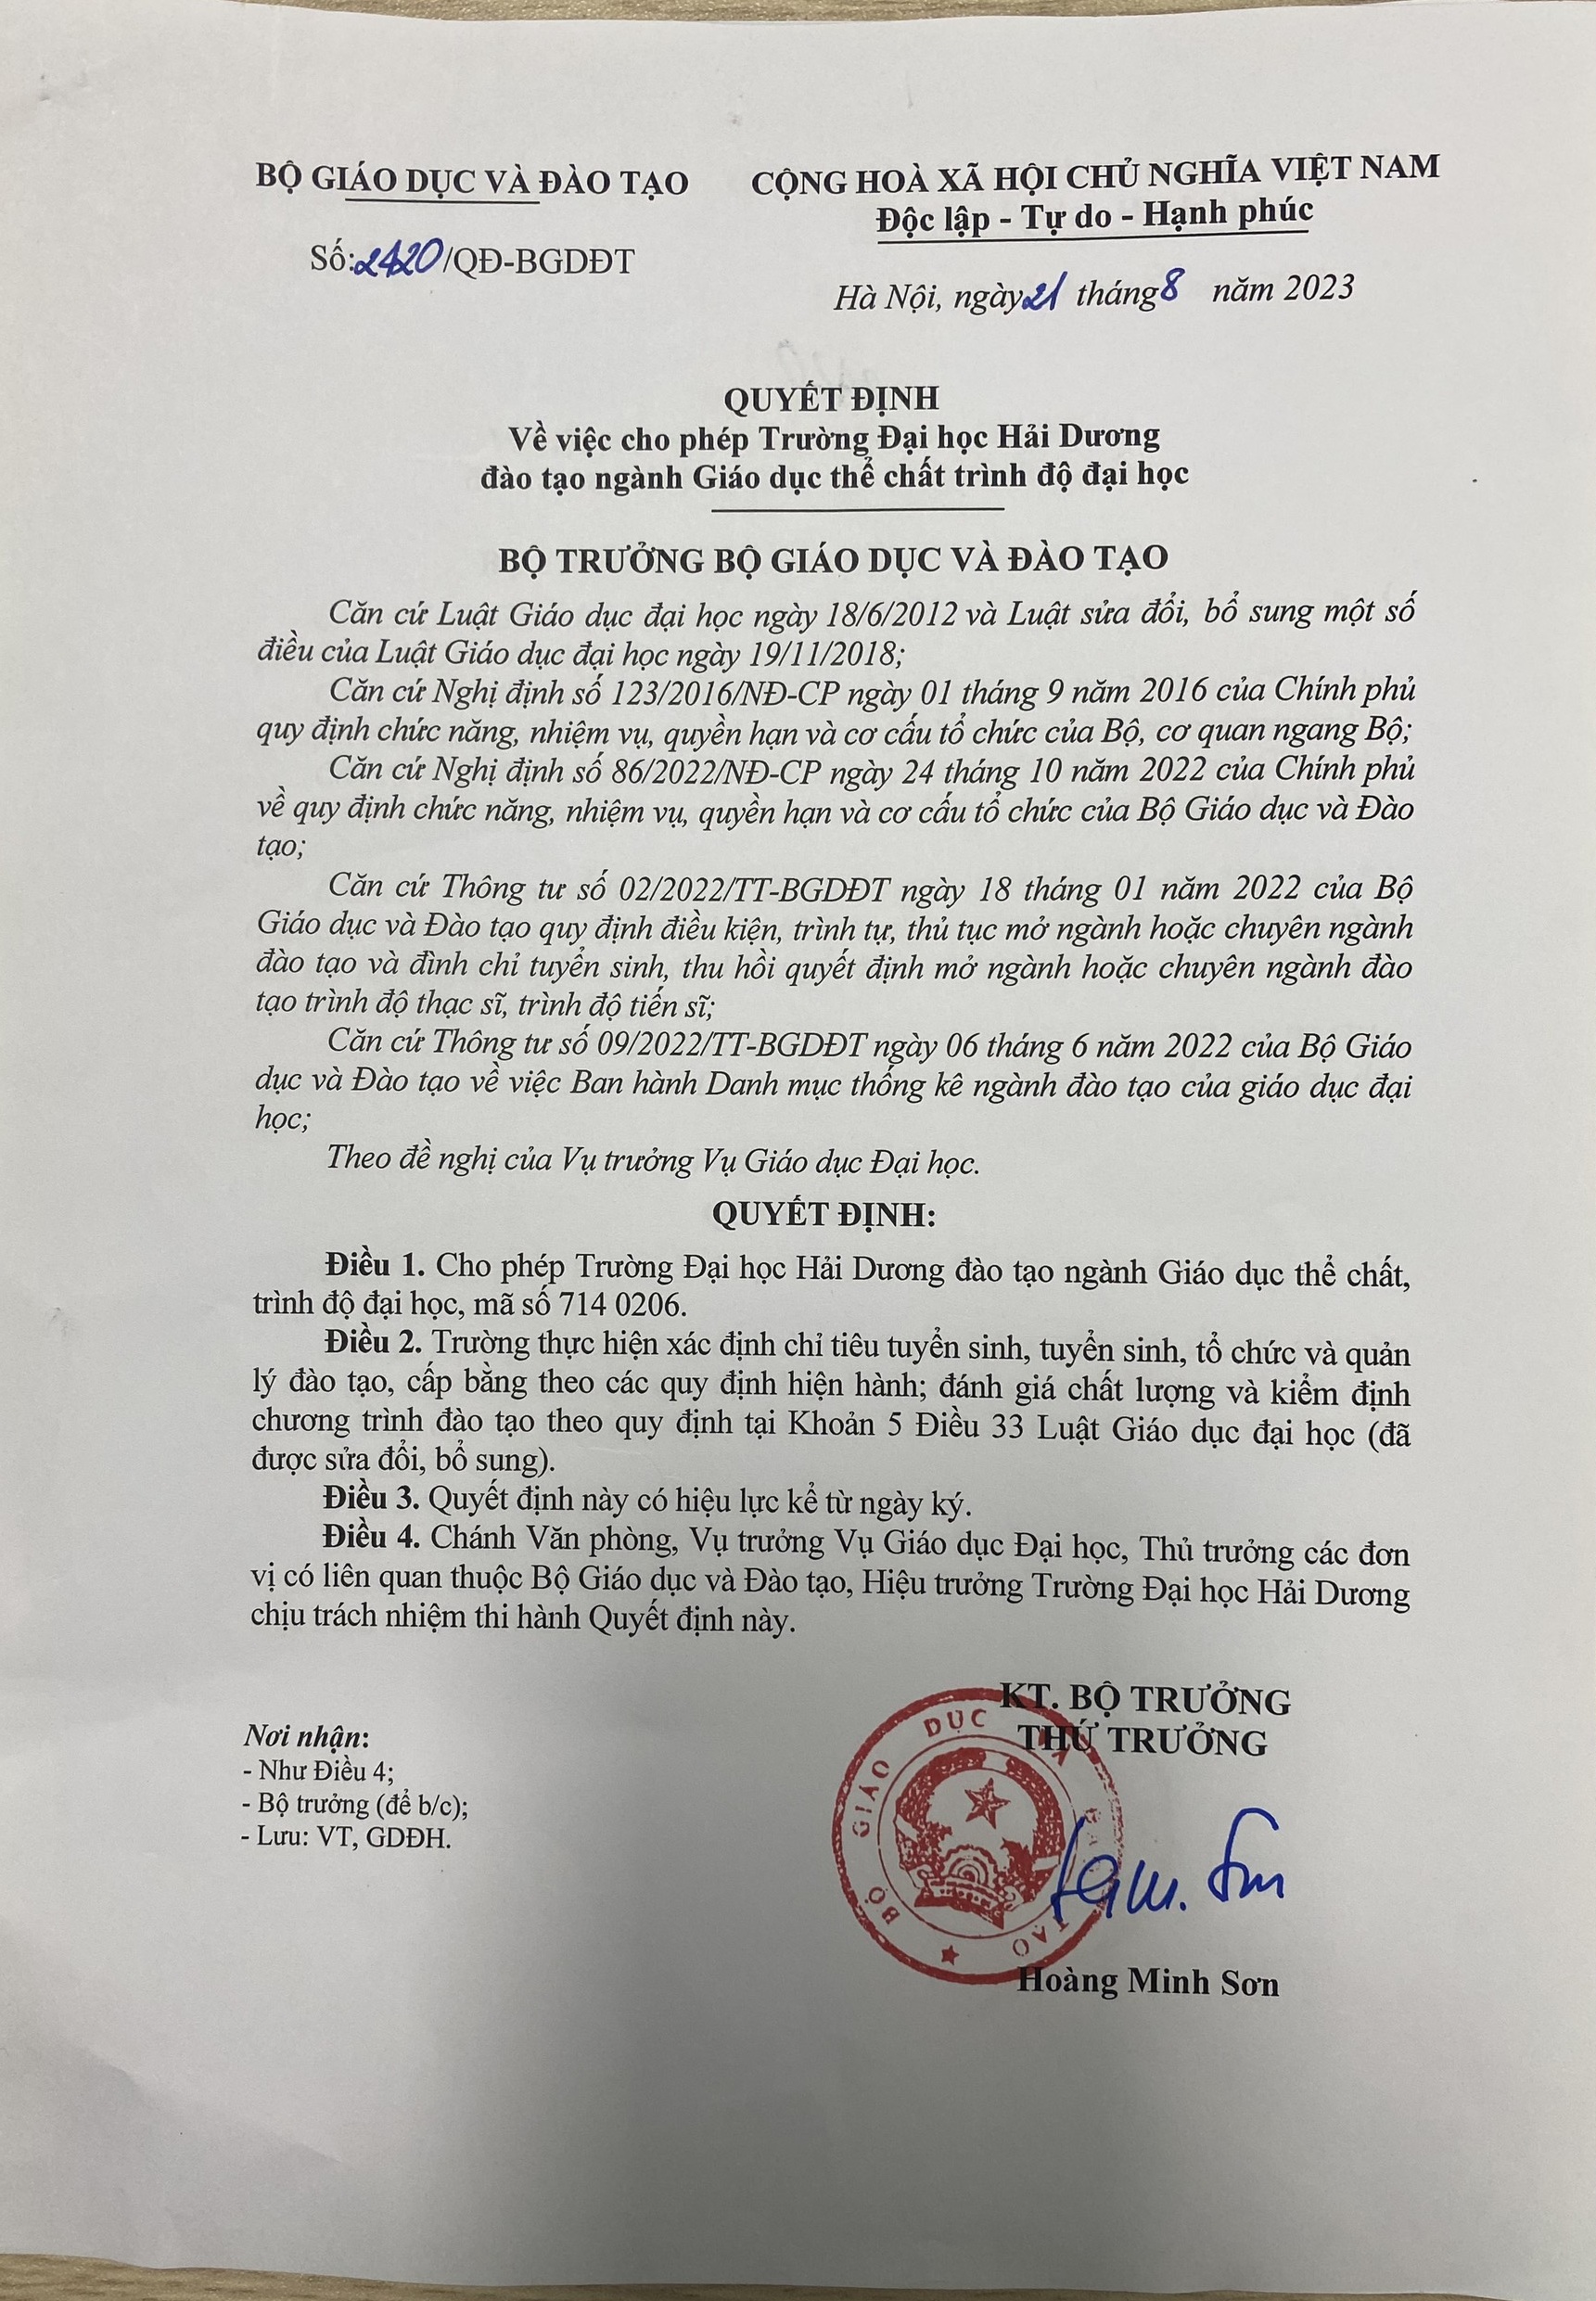 BỘ GIÁO DỤC VÀ ĐÀO TẠO
CỘNG HOÀ XÃ HỘI CHỦ NGHĨA VIỆT NAM
Độc lập - Tự do - Hạnh phúc
Số: 2420/QĐ-BGDĐT
Hà Nội, ngày 21 tháng 8 năm 2023
QUYẾT ĐỊNH
Về việc cho phép Trường Đại học Hải Dương
đào tạo ngành Giáo dục thể chất trình độ đại học
BỘ TRƯỞNG BỘ GIÁO DỤC VÀ ĐÀO TẠO
Căn cứ Luật Giáo dục đại học ngày 18/6/2012 và Luật sửa đổi, bổ sung một số
điều của Luật Giáo dục đại học ngày 19/11/2018;
Căn cứ Nghị định số 123/2016/NĐ-CP ngày 01 tháng 9 năm 2016 của Chính phủ
quy định chức năng, nhiệm vụ, quyền hạn và cơ cấu tổ chức của Bộ, cơ quan ngang Bộ;
Căn cứ Nghị định số 86/2022/NĐ-CP ngày 24 tháng 10 năm 2022 của Chính phủ
về quy định chức năng, nhiệm vụ, quyền hạn và cơ cấu tổ chức của Bộ Giáo dục và Đào
tạo;
Căn cứ Thông tư số 02/2022/TT-BGDĐT ngày 18 tháng 01 năm 2022 của Bộ
Giáo dục và Đào tạo quy định điều kiện, trình tự, thủ tục mở ngành hoặc chuyên ngành
đào tạo và đình chỉ tuyển sinh, thu hồi quyết định mở ngành hoặc chuyên ngành đào
tạo trình độ thạc sĩ, trình độ tiến sĩ;
Căn cứ Thông tư số 09/2022/TT-BGDĐT ngày 06 tháng 6 năm 2022 của Bộ Giáo
dục và Đào tạo về việc Ban hành Danh mục thống kê ngành đào tạo của giáo dục đại
học;
Theo đề nghị của Vụ trưởng Vụ Giáo dục Đại học.
QUYẾT ĐỊNH:
Điều 1. Cho phép Trường Đại học Hải Dương đào tạo ngành Giáo dục thể chất,
trình độ đại học, mã số 714 0206.
Điều 2. Trường thực hiện xác định chỉ tiêu tuyển sinh, tuyển sinh, tổ chức và quản
lý đào tạo, cấp bằng theo các quy định hiện hành; đánh giá chất lượng và kiểm định
chương trình đào tạo theo quy định tại Khoản 5 Điều 33 Luật Giáo dục đại học (đã
được sửa đổi, bổ sung).
Điều 3. Quyết định này có hiệu lực kể từ ngày ký.
Điều 4. Chánh Văn phòng, Vụ trưởng Vụ Giáo dục Đại học, Thủ trưởng các đơn
vị có liên quan thuộc Bộ Giáo dục và Đào tạo, Hiệu trưởng Trường Đại học Hải Dương
chịu trách nhiệm thi hành Quyết định này.
KT. BỘ TRƯỞNG
THỨ TRƯỞNG
Nơi nhận:
- Như Điều 4;
- Bộ trưởng (để b/c);
- Lưu: VT, GDĐH.
BỘ GIÁO DỤC VÀ TẠO
Hoàng Minh Sơn